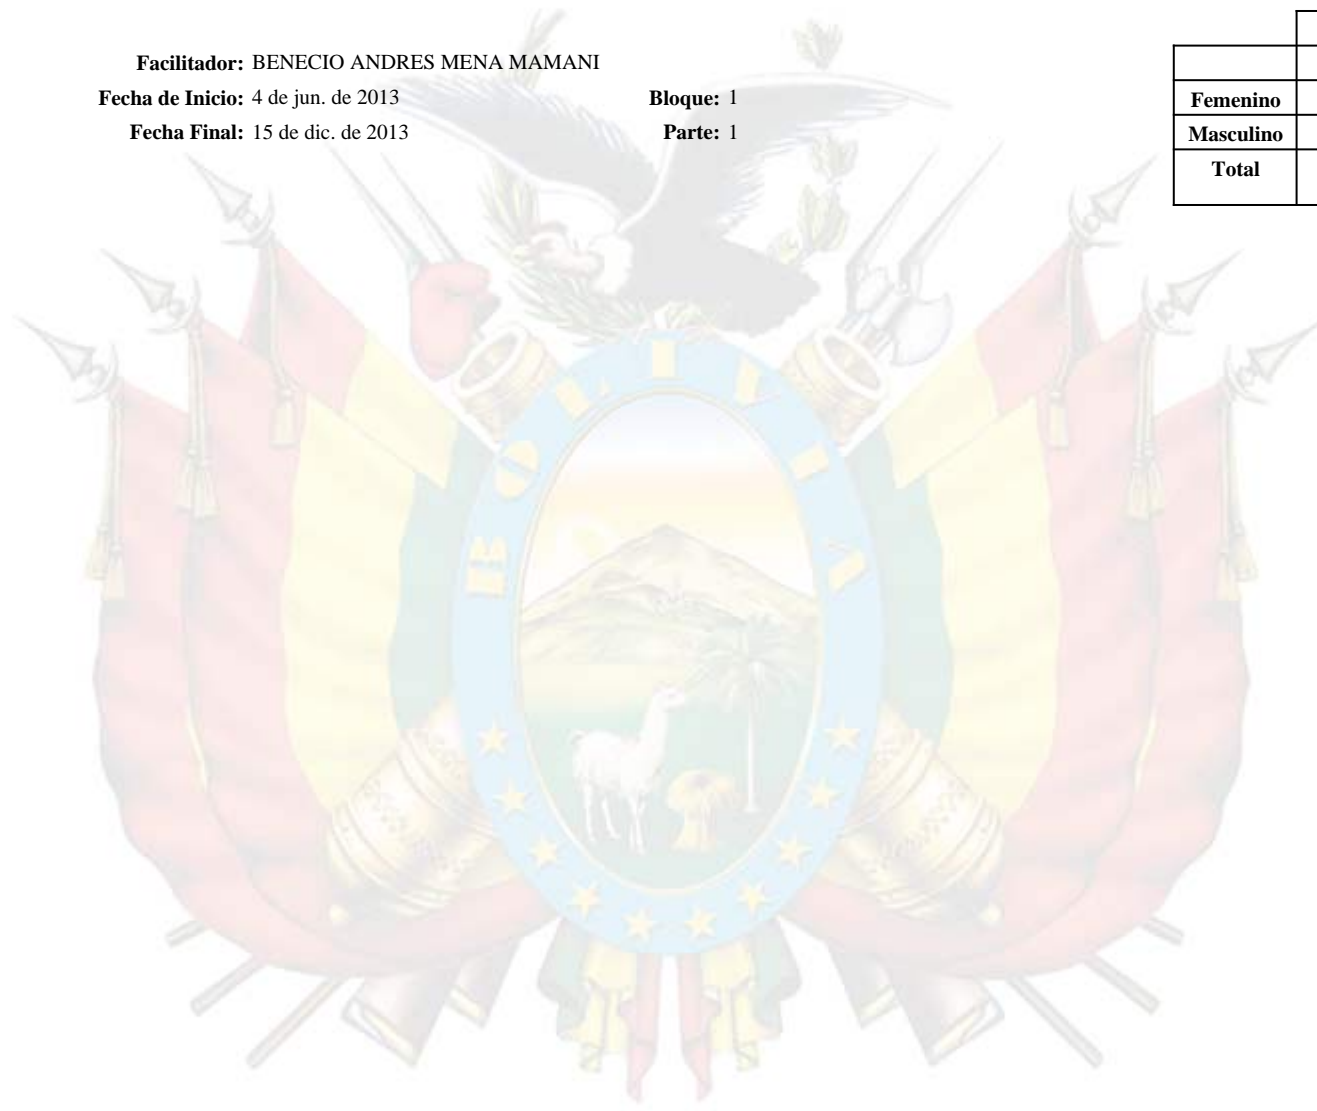 Facilitador: BENECIO ANDRES MENA MAMANI
Fecha de Inicio: 4 de jun. de 2013 Bloque: 1
Fecha Final: 15 de dic. de 2013 Parte: 1
Femenino
Masculino
Total
BOLIVIA